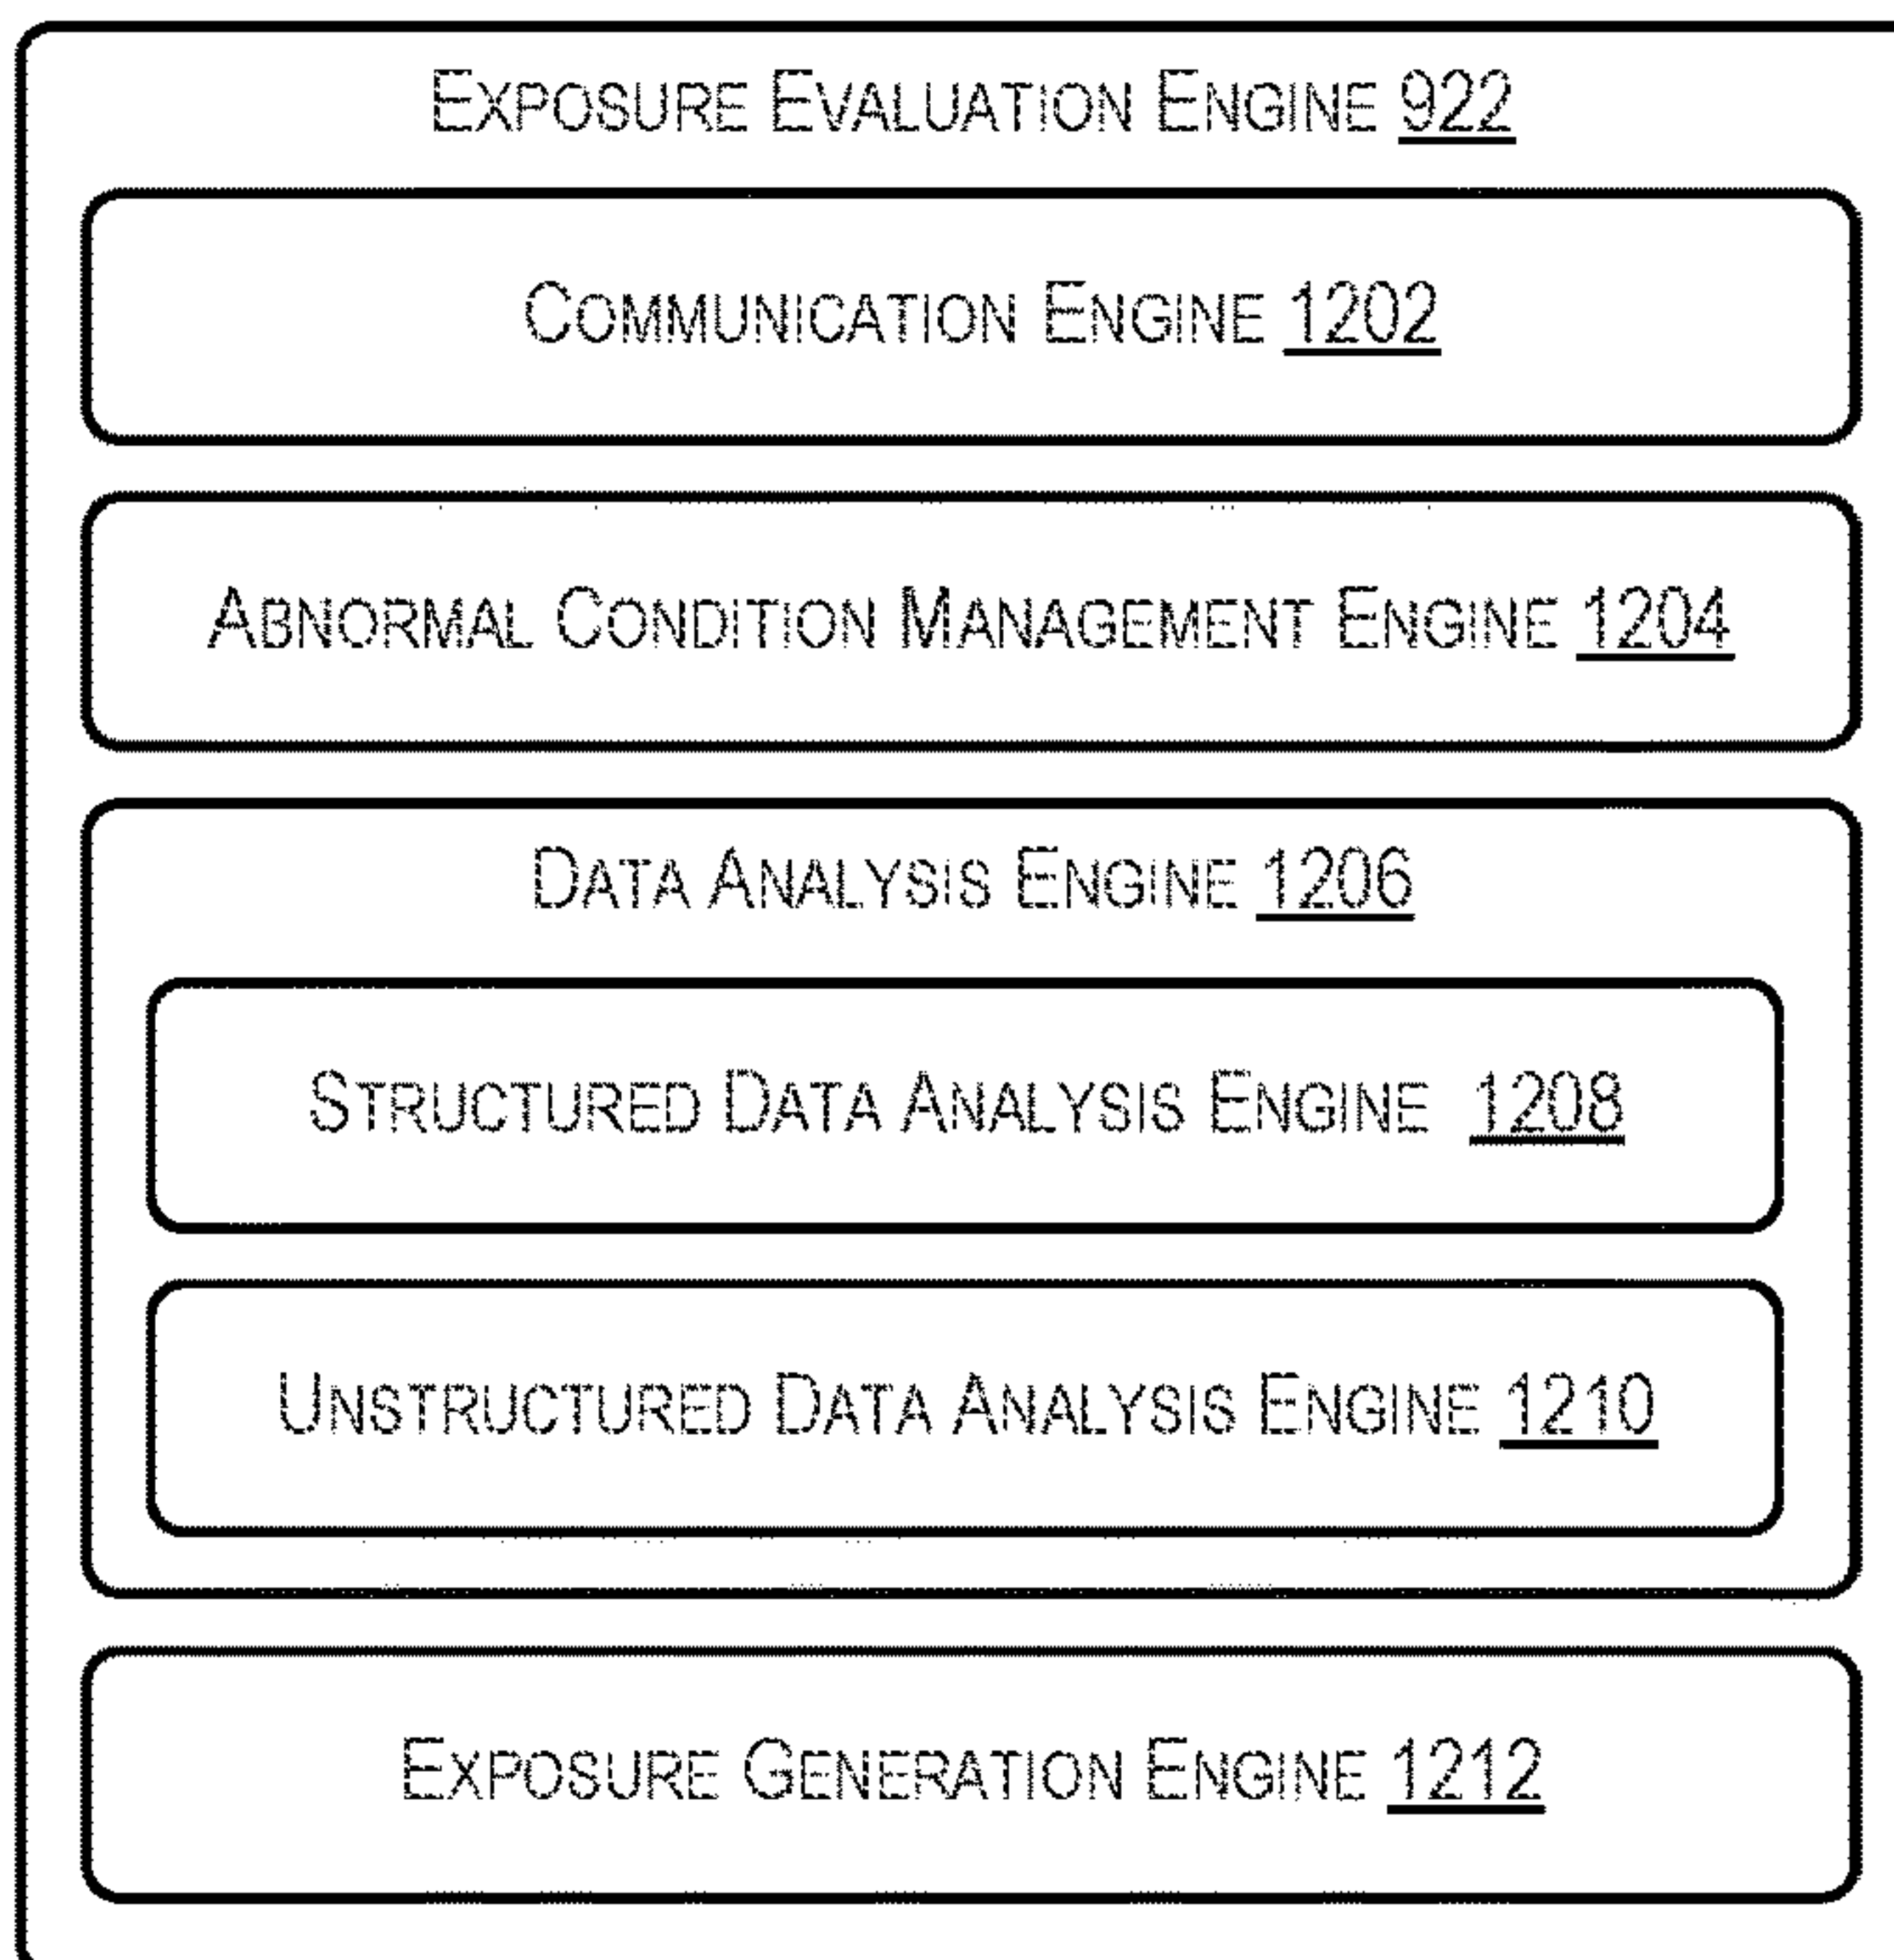 EXPOSURE EVALUATION ENGINE 922
COMMUNICATION ENGINE 1202
ABNORMAL CONDITION MANAGEMENT ENGINE 1204
DATA ANALYSIS ENGINE 1206
STRUCTURED DATA ANALYSIS ENGINE 1208
UNSTRUCTURED DATA ANALYSIS ENGINE 1210
EXPOSURE GENERATION ENGINE 1212